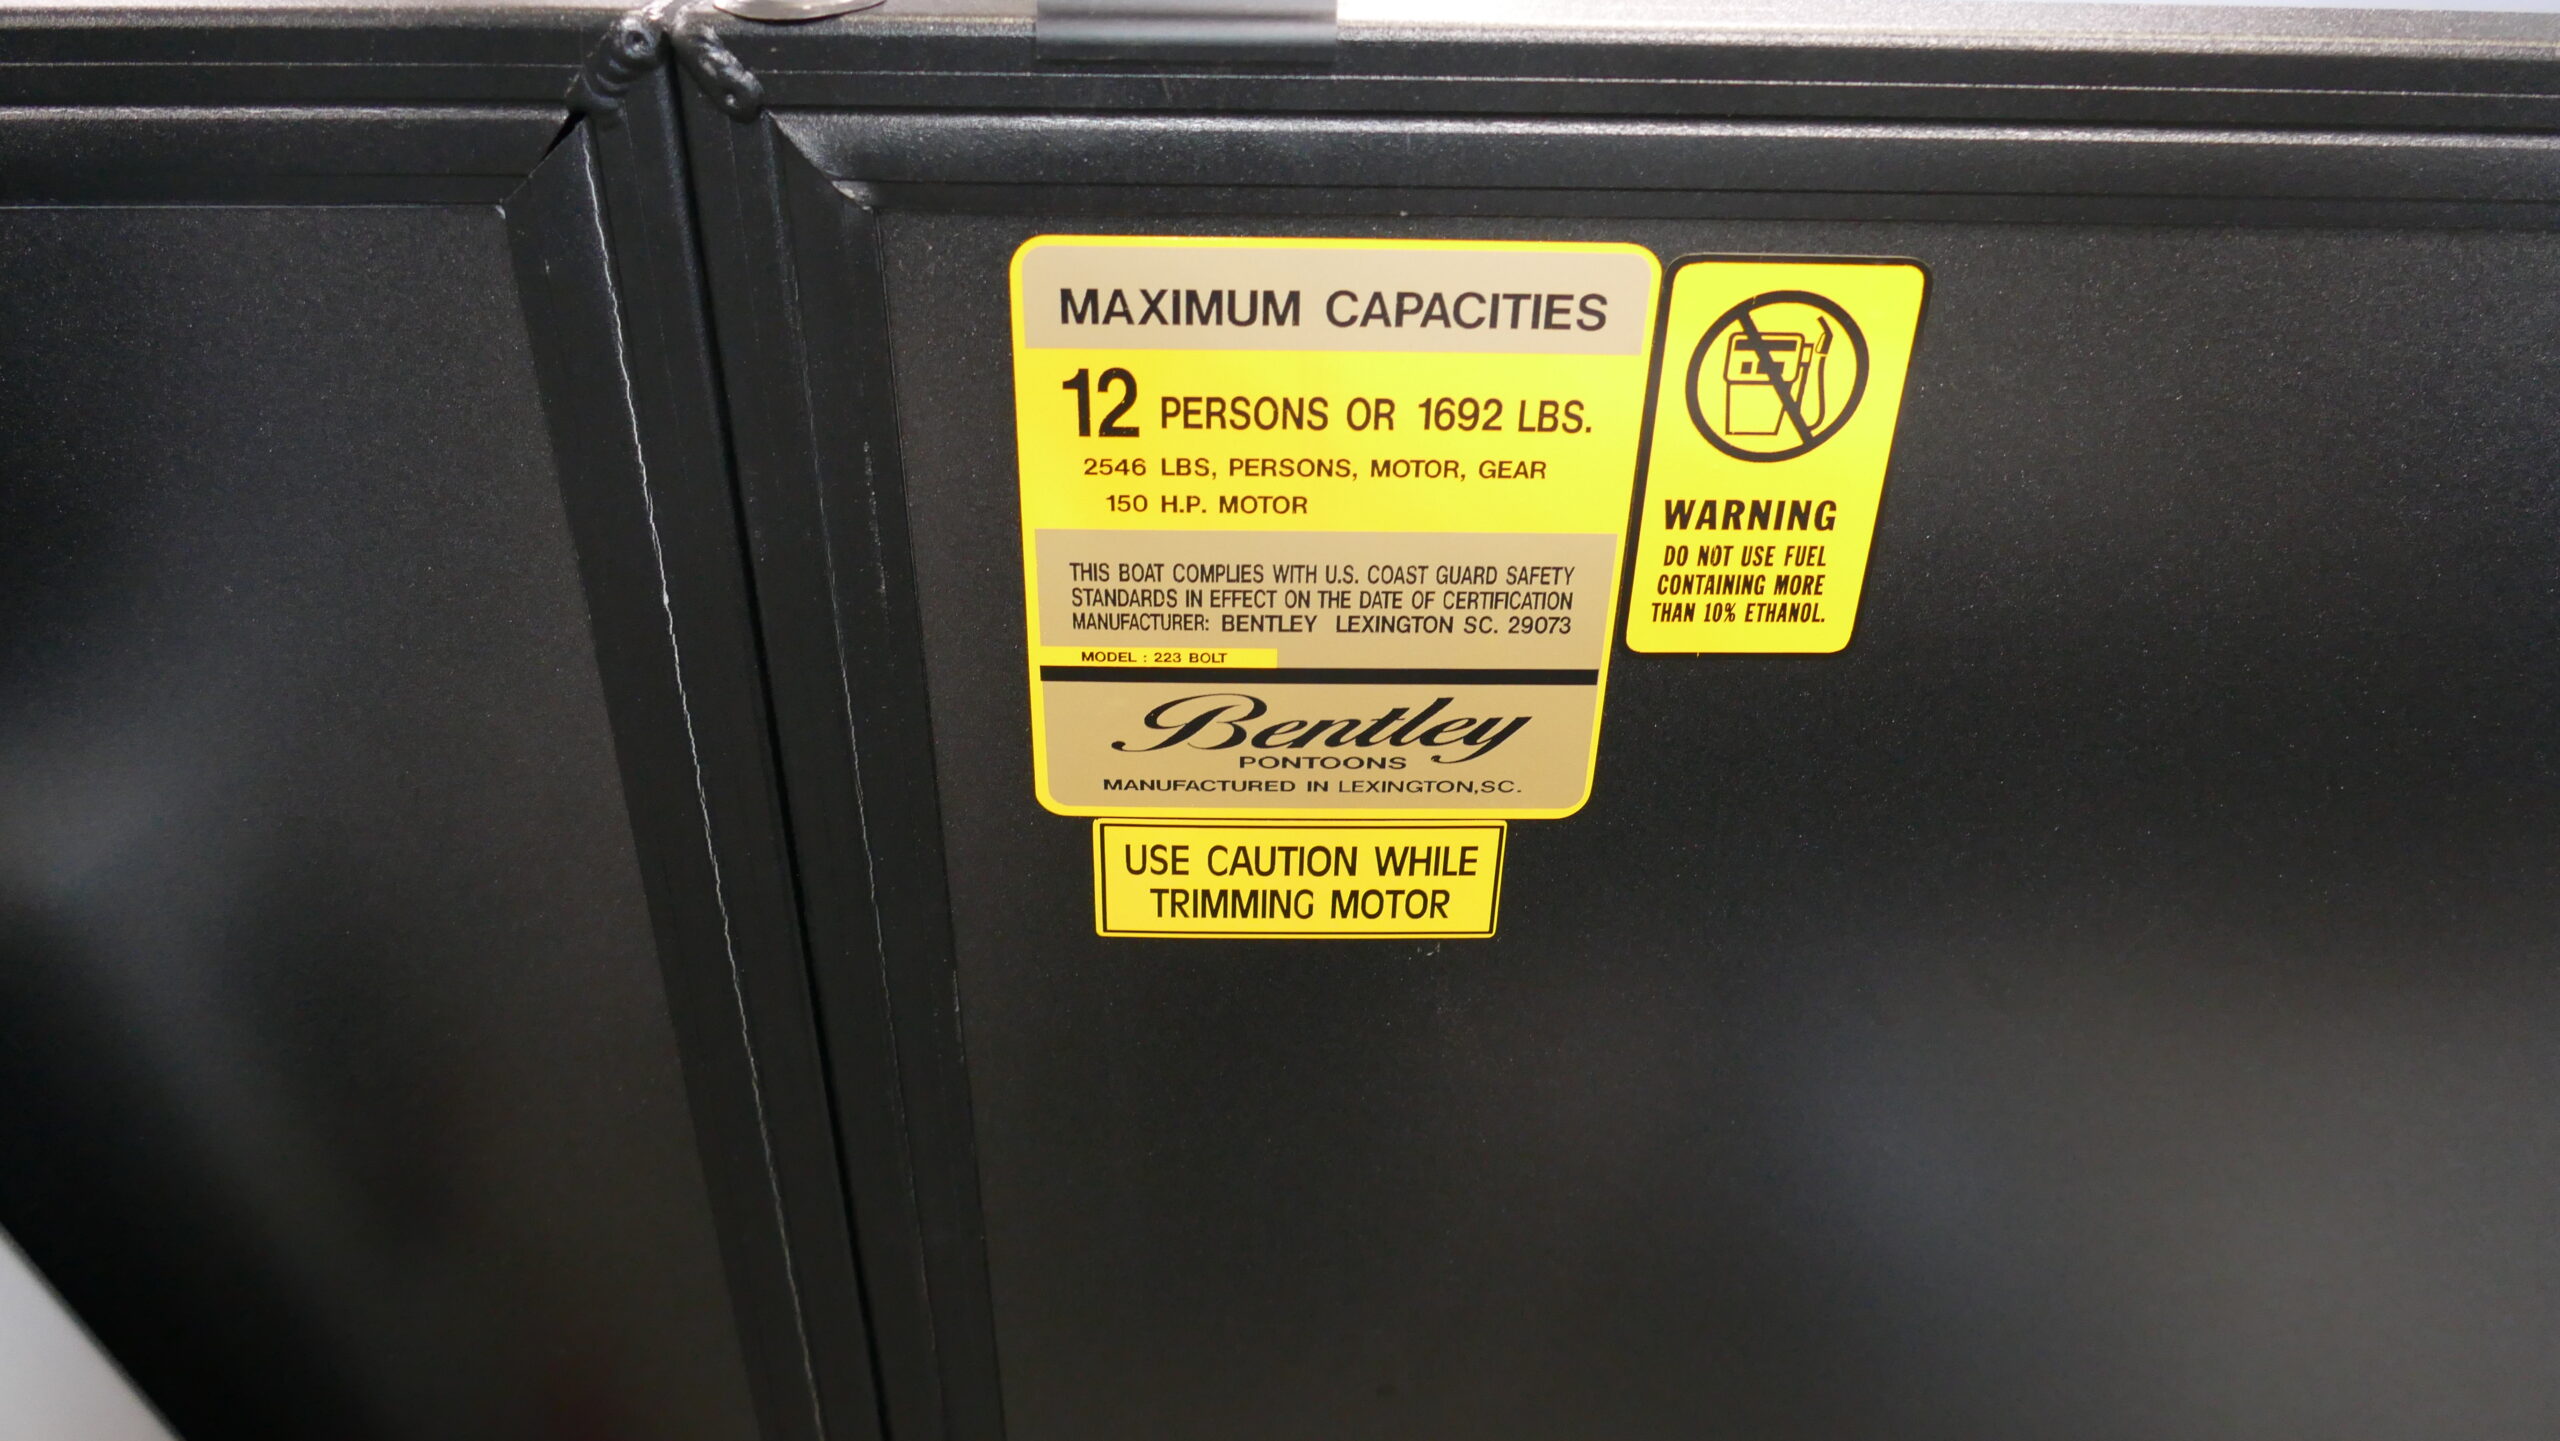 MAXIMUM CAPACITIES
12 PERSONS OR 1692 LBS.
2546 LBS, PERSONS, MOTOR, GEAR
150 H.P. MOTOR
THIS BOAT COMPLIES WITH U.S. COAST GUARD SAFETY
STANDARDS IN EFFECT ON THE DATE OF CERTIFICATION
MANUFACTURER: BENTLEY LEXINGTON SC. 29073
MODEL : 223 BOLT
Bentley
PONTOONS
MANUFACTURED IN LEXINGTON,SC.
USE CAUTION WHILE
TRIMMING MOTOR
WARNING
DO NOT USE FUEL
CONTAINING MORE
THAN 10% ETHANOL.